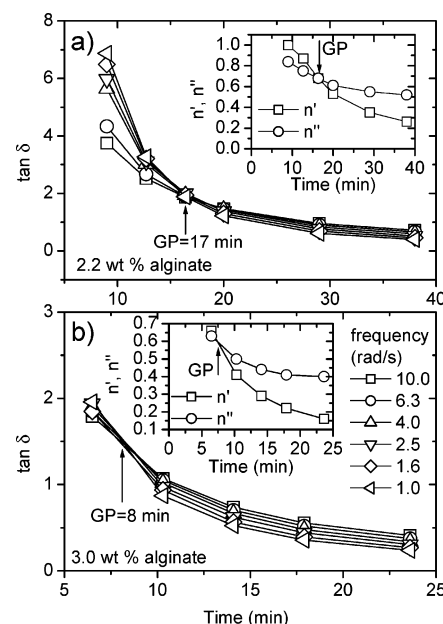 a)
8
6
4
2
0
tan δ
1.0
0.8
0.6
0.4
0.2
0.0
n', n"
GP
n'
n"
0 10 20 30 40
Time (min)
GP=17 min
2.2 wt % alginate
10 20 30 40
b)
3
2
1
0
tan δ
0.7
0.6
0.5
0.4
0.3
0.2
0.1
n', n"
GP
n'
n"
0 5 10 15 20 25
Time (min)
frequency
(rad/s)
10.0
6.3
4.0
2.5
1.6
1.0
GP=8 min
3.0 wt % alginate
5 10 15 20 25
Time (min)